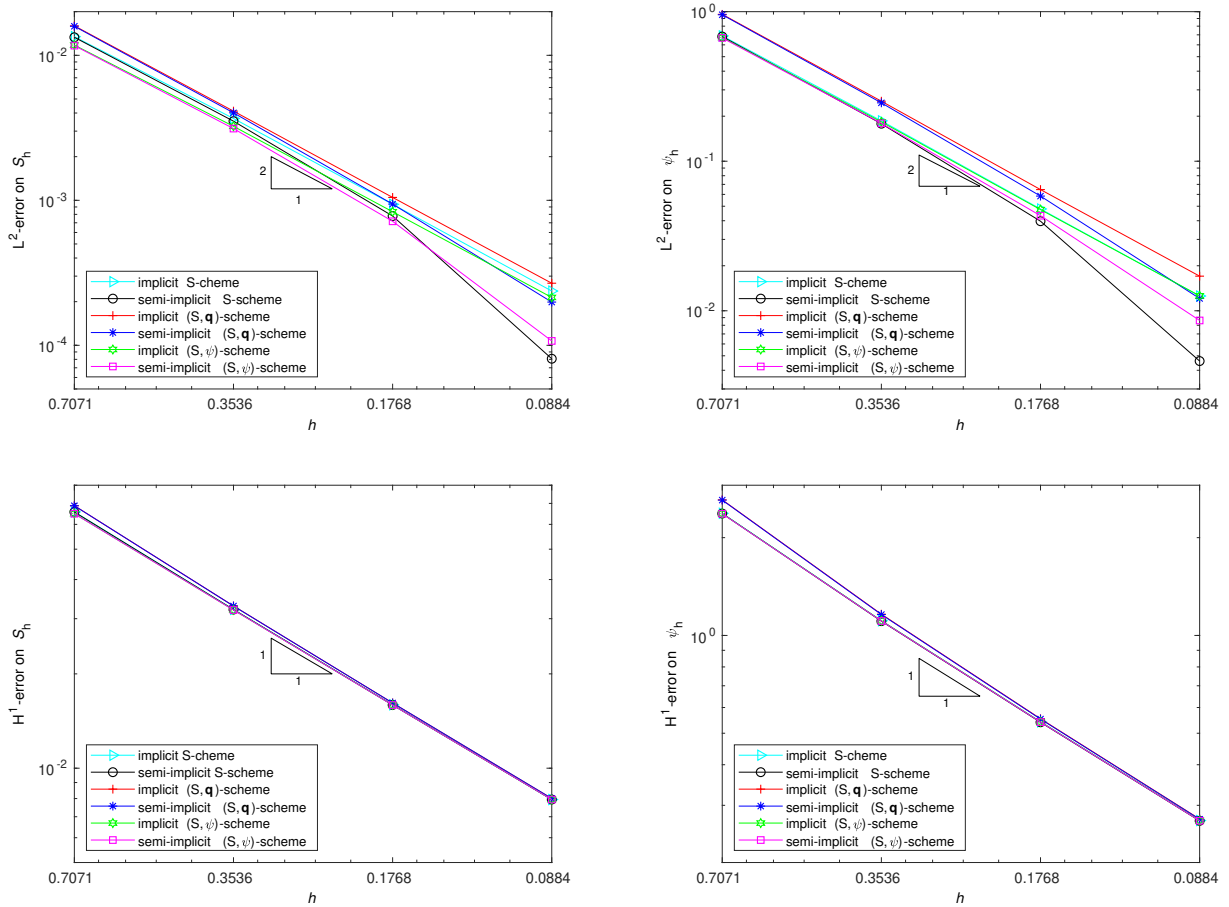 10^-2
10^-3
10^-4
L^2-error on S_h
2
1
implicit S-cheme
semi-implicit S-scheme
implicit (S, q)-scheme
semi-implicit (S, q)-scheme
implicit (S, ψ)-scheme
semi-implicit (S, ψ)-scheme
0.7071 0.3536 0.1768 0.0884
h
10^0
10^-1
10^-2
L^2-error on ψ_h
2
1
implicit S-cheme
semi-implicit S-scheme
implicit (S, q)-scheme
semi-implicit (S, q)-scheme
implicit (S, ψ)-scheme
semi-implicit (S, ψ)-scheme
0.7071 0.3536 0.1768 0.0884
h
10^-2
H^1-error on S_h
1
1
implicit S-cheme
semi-implicit S-scheme
implicit (S, q)-scheme
semi-implicit (S, q)-scheme
implicit (S, ψ)-scheme
semi-implicit (S, ψ)-scheme
0.7071 0.3536 0.1768 0.0884
h
10^0
H^1-error on ψ_h
1
1
implicit S-cheme
semi-implicit S-scheme
implicit (S, q)-scheme
semi-implicit (S, q)-scheme
implicit (S, ψ)-scheme
semi-implicit (S, ψ)-scheme
0.7071 0.3536 0.1768 0.0884
h